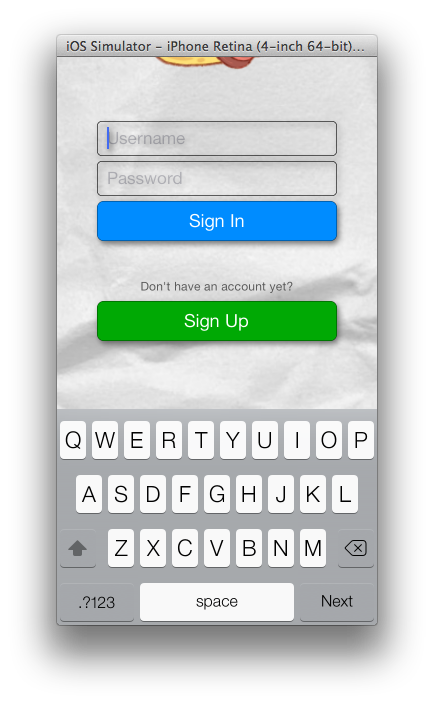 iOS Simulator – iPhone Retina (4-inch 64-bit)...
Username
Password
Sign In
Don't have an account yet?
Sign Up
Q W E R T Y U I O P
A S D F G H J K L
Z X C V B N M
.?123 space Next